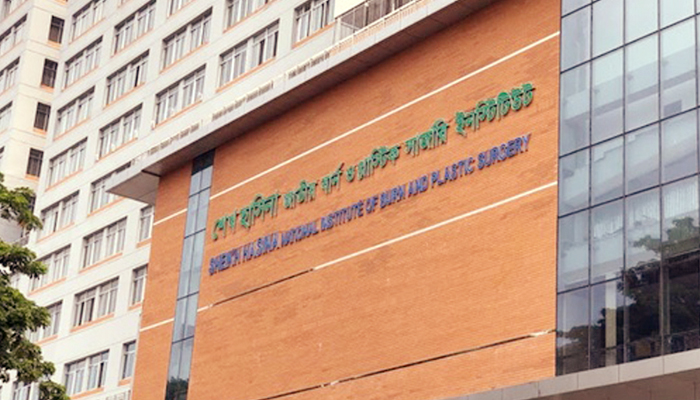 শেখ হাসিনা জাতীয় বার্ন ও প্লাস্টিক সার্জারি ইনস্টিটিউট
SHEIKH HASINA NATIONAL INSTITUTE OF BURN AND PLASTIC SURGERY